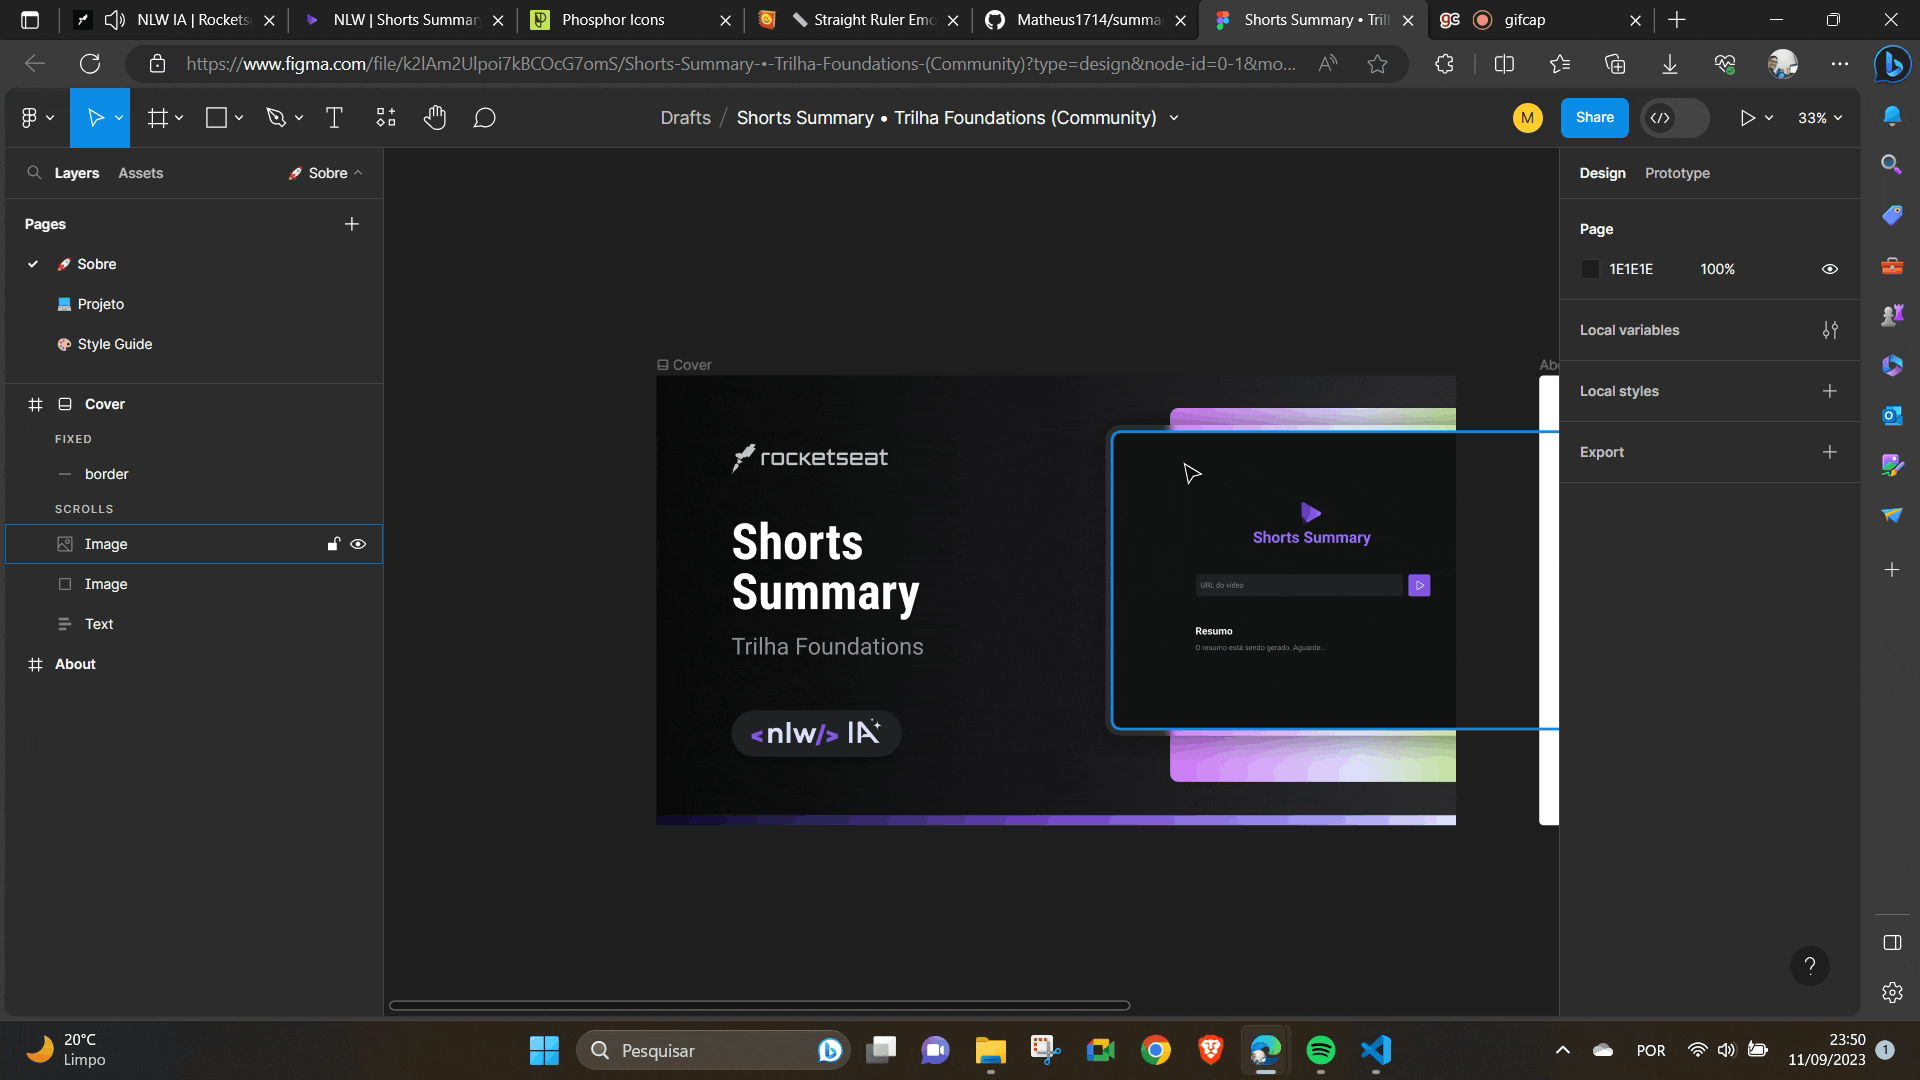 NLW IA | Rockets
NLW | Shorts Summar
Phosphor Icons
Straight Ruler Emo
Matheus1714/summa
Shorts Summary • Tril
gc
gifcap
https://www.figma.com/file/k2lAm2Ulpoi7kBCOcG7omS/Shorts-Summary-•-Trilha-Foundations-(Community)?type=design&node-id=0-1&mo...
Drafts / Shorts Summary • Trilha Foundations (Community)
M
Share
33%
Layers
Assets
Sobre
Design
Prototype
Pages
Sobre
Projeto
Style Guide
Page
1E1E1E
100%
Local variables
Local styles
Export
Cover
FIXED
border
SCROLLS
Image
Image
Text
About
Cover
Abo
rocketseat
Shorts
Summary
Trilha Foundations
<nlw/> IA
Shorts Summary
URL do vídeo
Resumo
O resumo está sendo gerado. Aguarde...
?
20°C
Limpo
Pesquisar
POR
23:50
11/09/2023
1